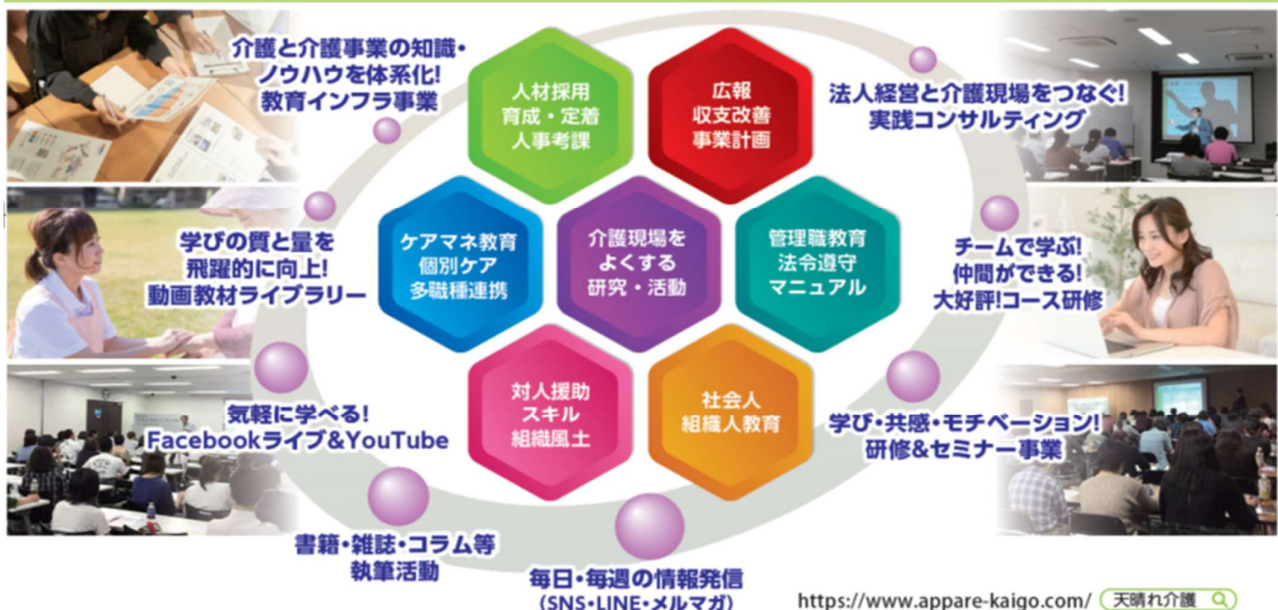 介護と介護事業の知識・
ノウハウを体系化!
教育インフラ事業
人材採用
育成・定着
人事考課
広報
収支改善
事業計画
法人経営と介護現場をつなぐ!
実践コンサルティング
学びの質と量を
飛躍的に向上!
動画教材ライブラリー
ケアマネ教育
個別ケア
多職種連携
介護現場を
よくする
研究・活動
管理職教育
法令遵守
マニュアル
チームで学ぶ!
仲間ができる!
大好評!コース研修
気軽に学べる!
Facebookライブ&YouTube
対人援助
スキル
組織風土
社会人
組織人教育
学び・共感・モチベーション!
研修&セミナー事業
書籍・雑誌・コラム等
執筆活動
毎日・毎週の情報発信
(SNS・LINE・メルマガ)
https://www.appare-kaigo.com/ 天晴れ介護